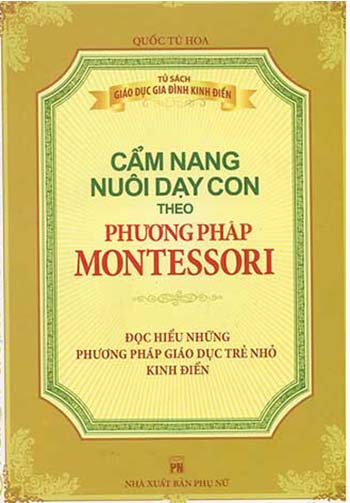 QUỐC TÚ HOA
TỦ SÁCH
GIÁO DỤC GIA ĐÌNH KINH ĐIỂN
CẨM NANG
NUÔI DẠY CON
THEO
PHƯƠNG PHÁP
MONTESSORI
ĐỌC HIỂU NHỮNG
PHƯƠNG PHÁP GIÁO DỤC TRẺ NHỎ
KINH ĐIỂN
PN
NHÀ XUẤT BẢN PHỤ NỮ